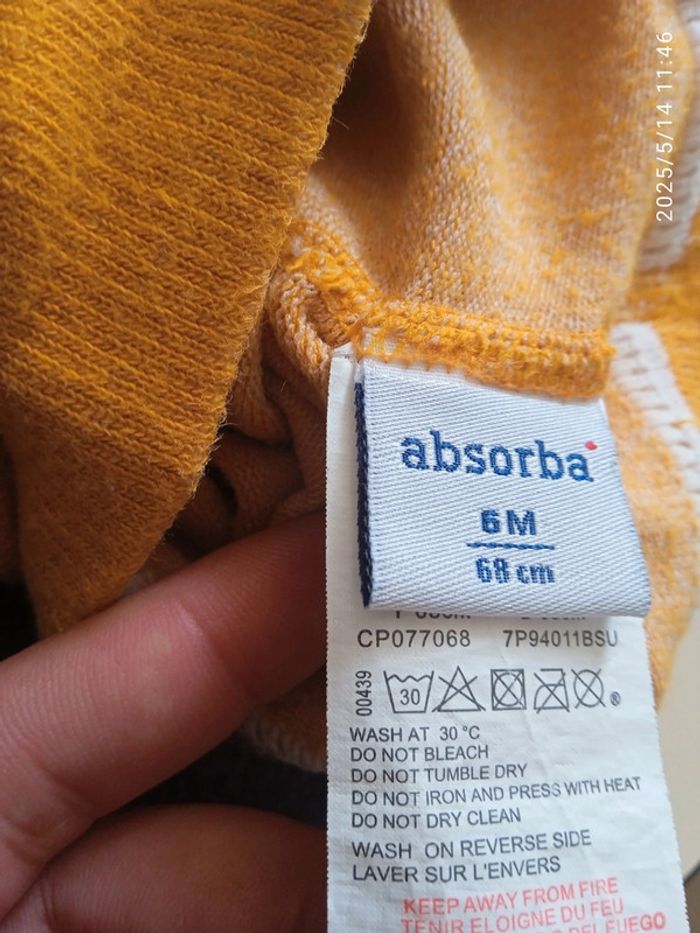 2025/5/14 11:46
absorba
6M
68 cm
CP077068 7P94011BSU
00439
30
WASH AT 30 °C
DO NOT BLEACH
DO NOT TUMBLE DRY
DO NOT IRON AND PRESS WITH HEAT
DO NOT DRY CLEAN
WASH ON REVERSE SIDE
LAVER SUR L'ENVERS
KEEP AWAY FROM FIRE
TENIR ELOIGNE DU FEU
DEL FUEGO